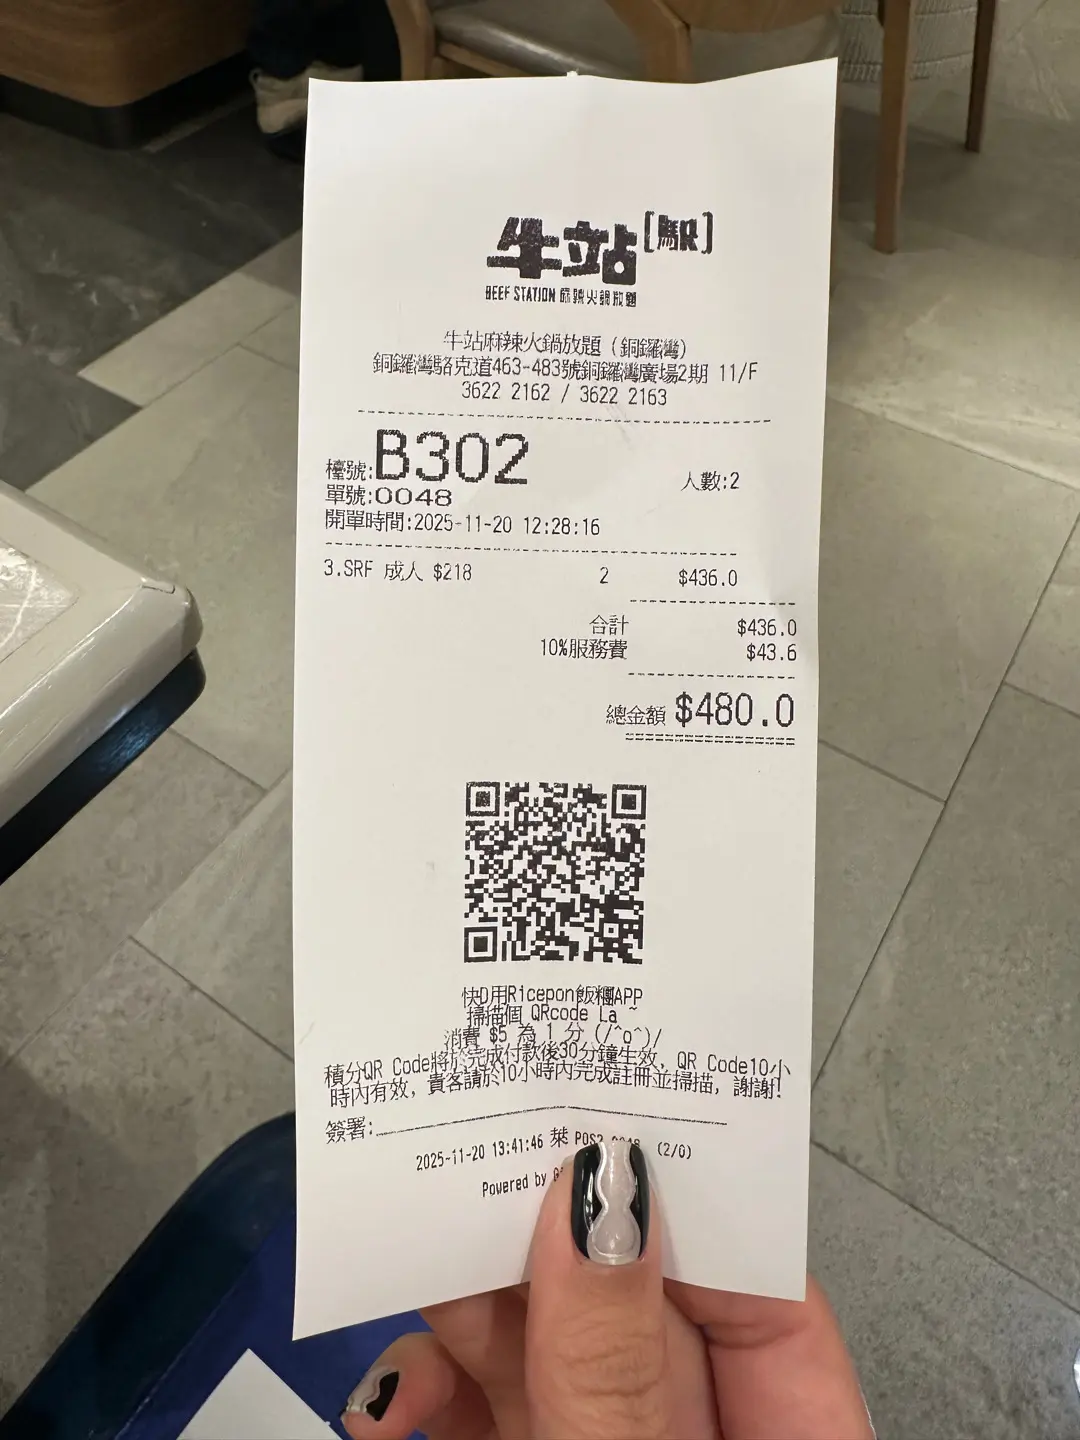 牛站[駅]
BEEF STATION 麻辣火鍋放題
牛站麻辣火鍋放題 (銅鑼灣)
銅鑼灣駱克道463-483號銅鑼灣廣場2期 11/F
3622 2162 / 3622 2163
檯號:B302 人數:2
單號:0048
開單時間:2025-11-20 12:28:16
3.SRF 成人 $218 2 $436.0
合計 $436.0
10%服務費 $43.6
總金額 $480.0
快D用Ricepon飯糰APP
掃描個 QRcode La ~
消費 $5 為 1 分 (/^o^)/
積分QR Code將於完成付款後30分鐘生效, QR Code10小
時內有效, 貴客請於10小時內完成註冊並掃描, 謝謝!
簽署:
2025-11-20 13:41:46 POS2 (2/0)
Powered by